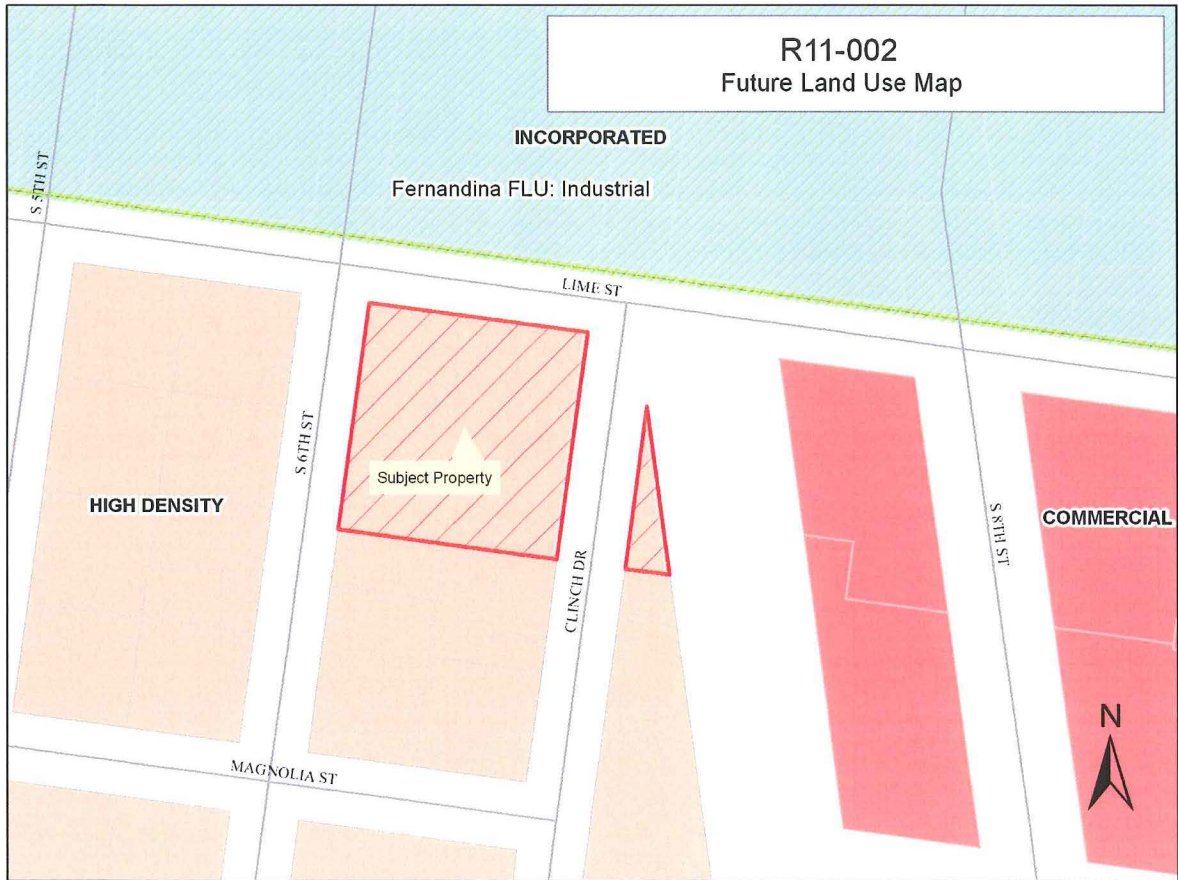 R11-002
Future Land Use Map
INCORPORATED
Fernandina FLU: Industrial
S 5TH ST
LIME ST
S 6TH ST
Subject Property
HIGH DENSITY
CLINCH DR
S 8TH ST
COMMERCIAL
MAGNOLIA ST
N